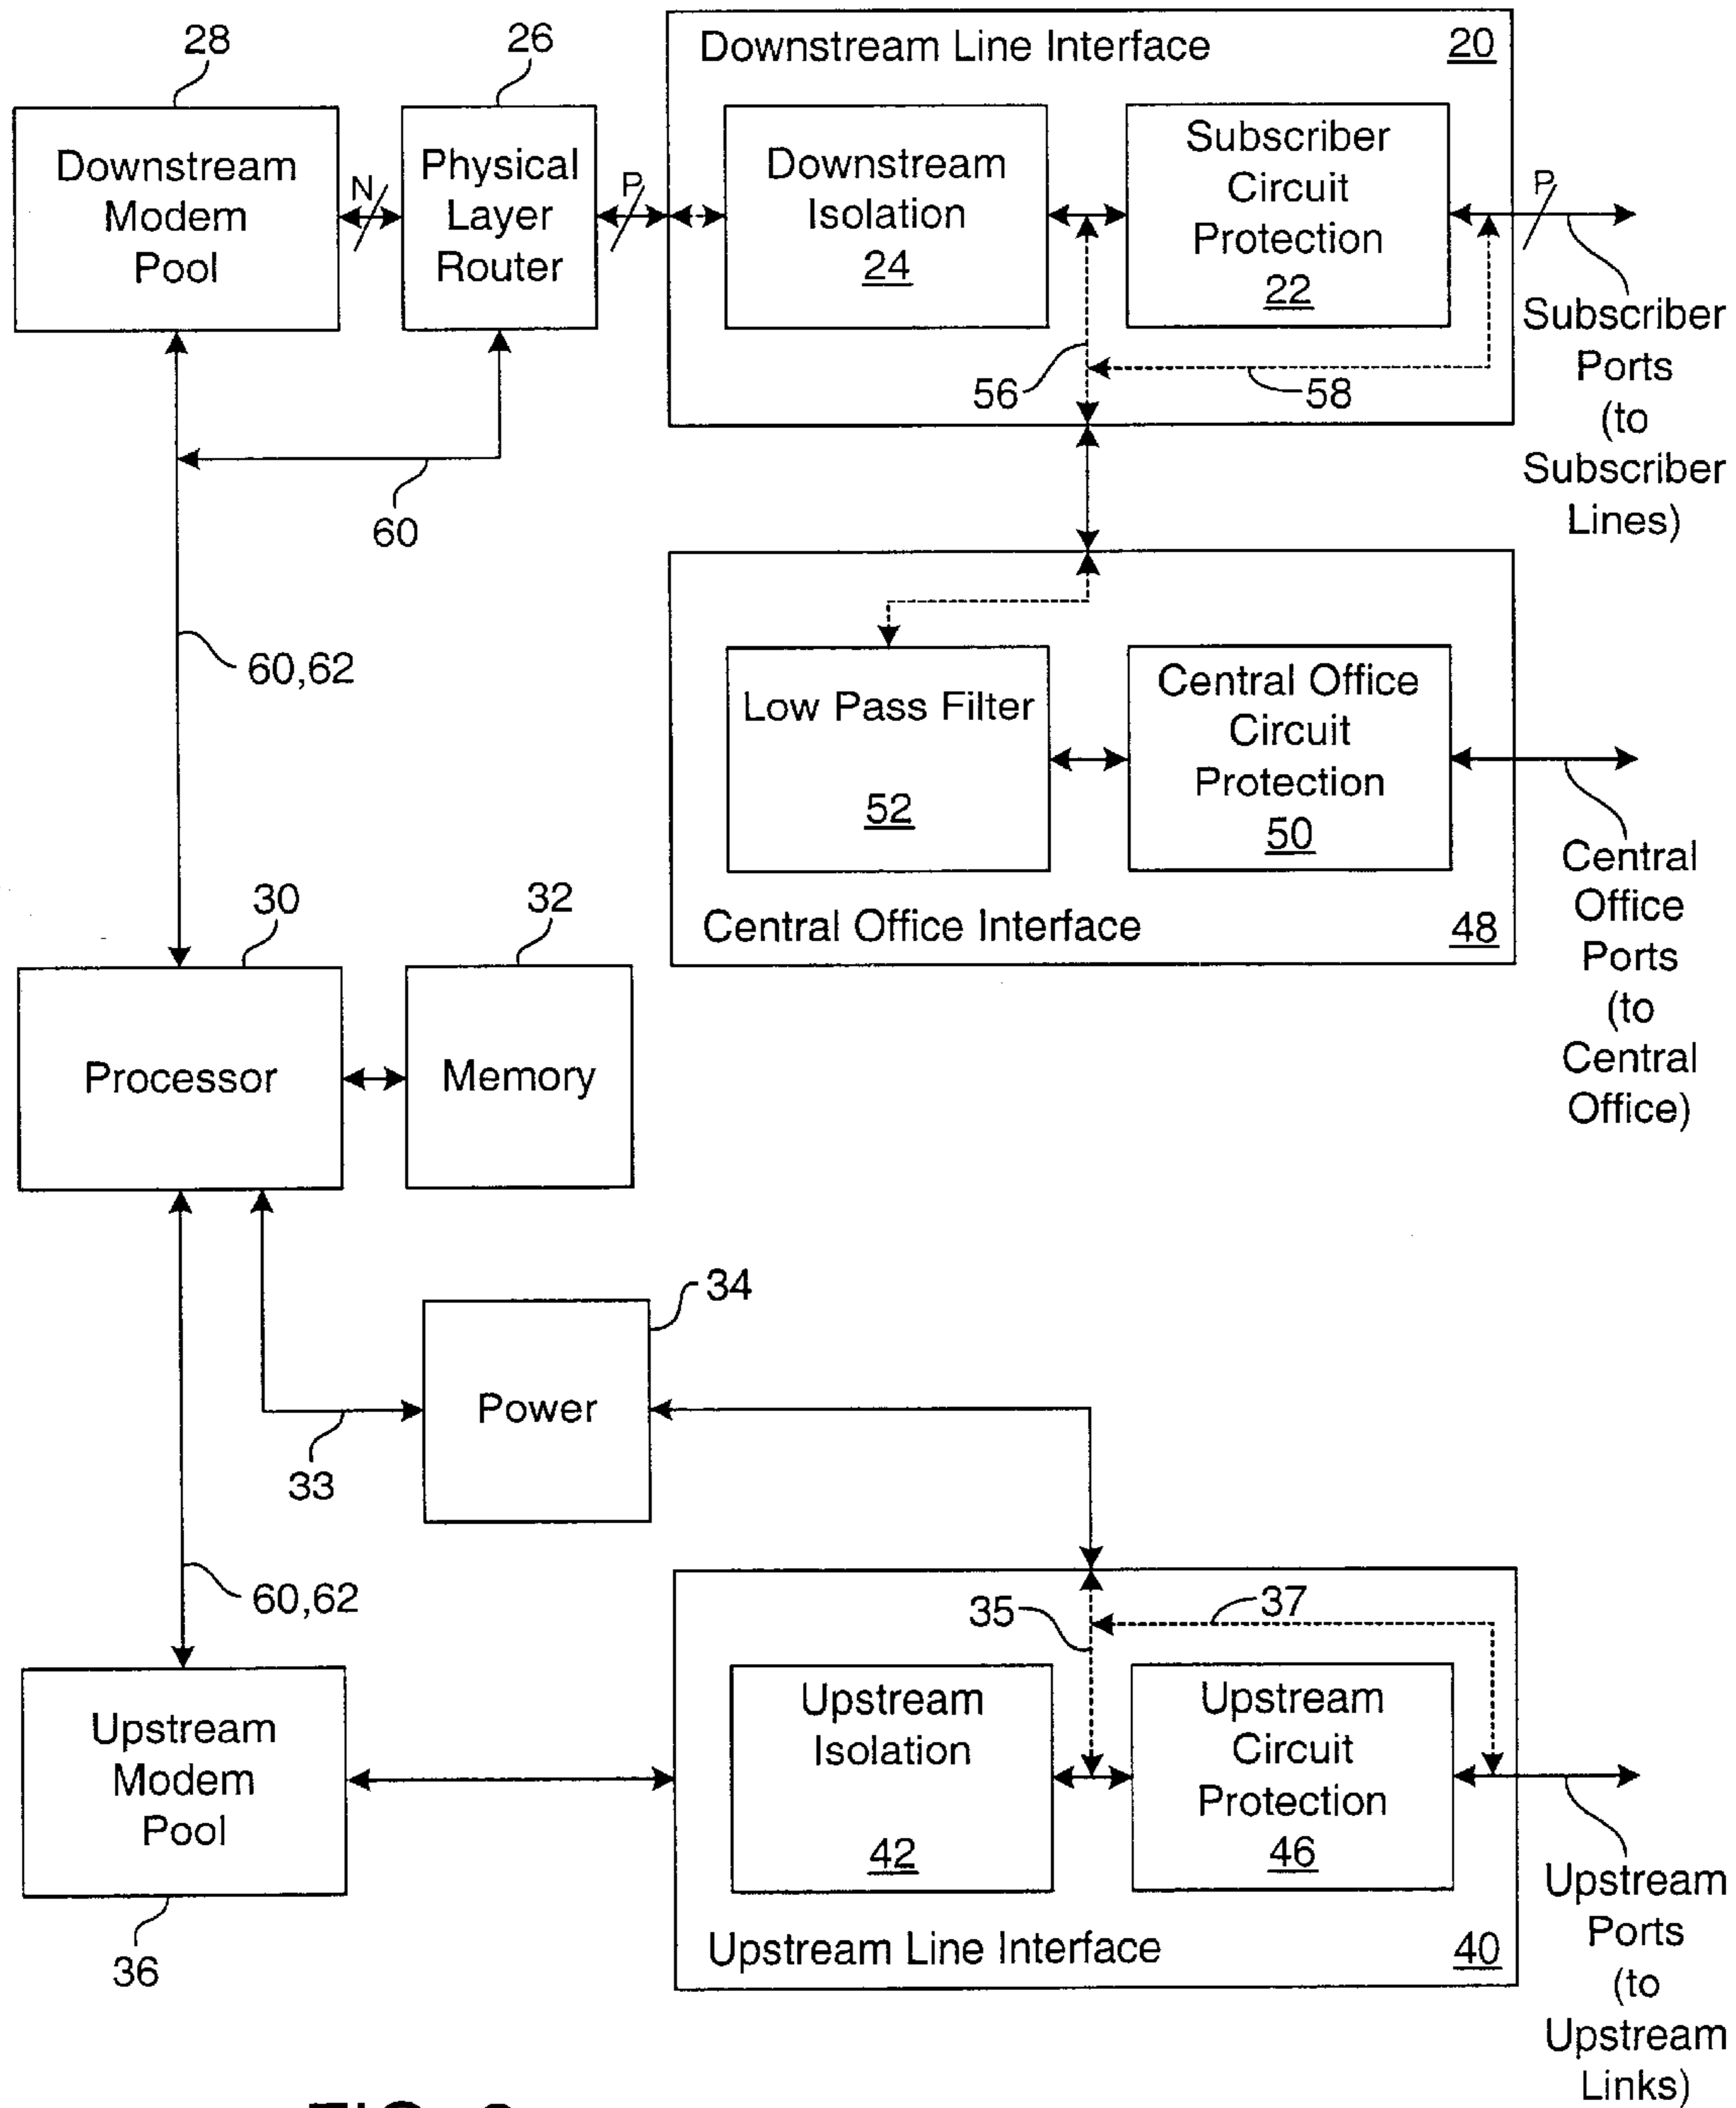 28
26
Downstream Line Interface
20
Downstream
Modem
Pool
N
Physical
Layer
Router
P
Downstream
Isolation
24
Subscriber
Circuit
Protection
22
P
Subscriber
Ports
(to
Subscriber
Lines)
56
58
60
60,62
Low Pass Filter
52
Central Office
Circuit
Protection
50
Central Office Interface
48
Central
Office
Ports
(to
Central
Office)
30
32
Processor
Memory
34
Power
33
60,62
35
37
Upstream
Modem
Pool
36
Upstream
Isolation
42
Upstream
Circuit
Protection
46
Upstream Line Interface
40
Upstream
Ports
(to
Upstream
Links)